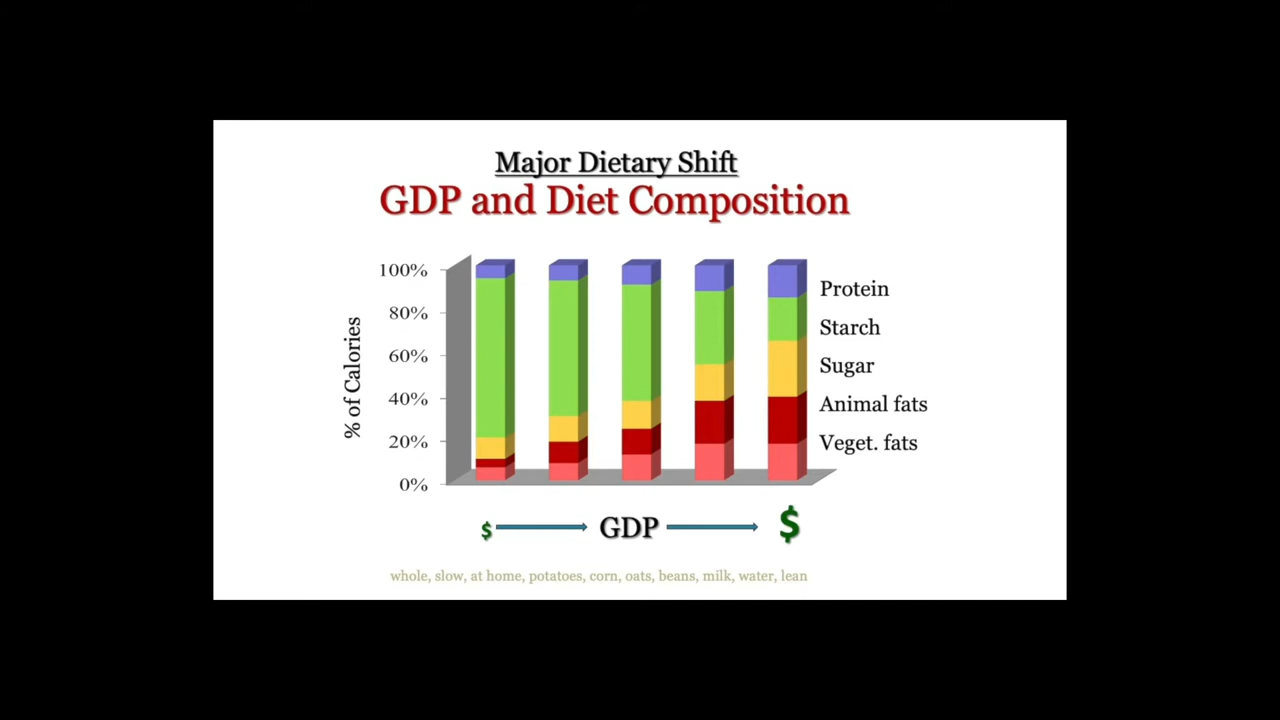 Major Dietary Shift
GDP and Diet Composition
100%
80%
60%
40%
20%
0%
% of Calories
Protein
Starch
Sugar
Animal fats
Veget. fats
$ GDP $
whole, slow, at home, potatoes, corn, oats, beans, milk, water, lean